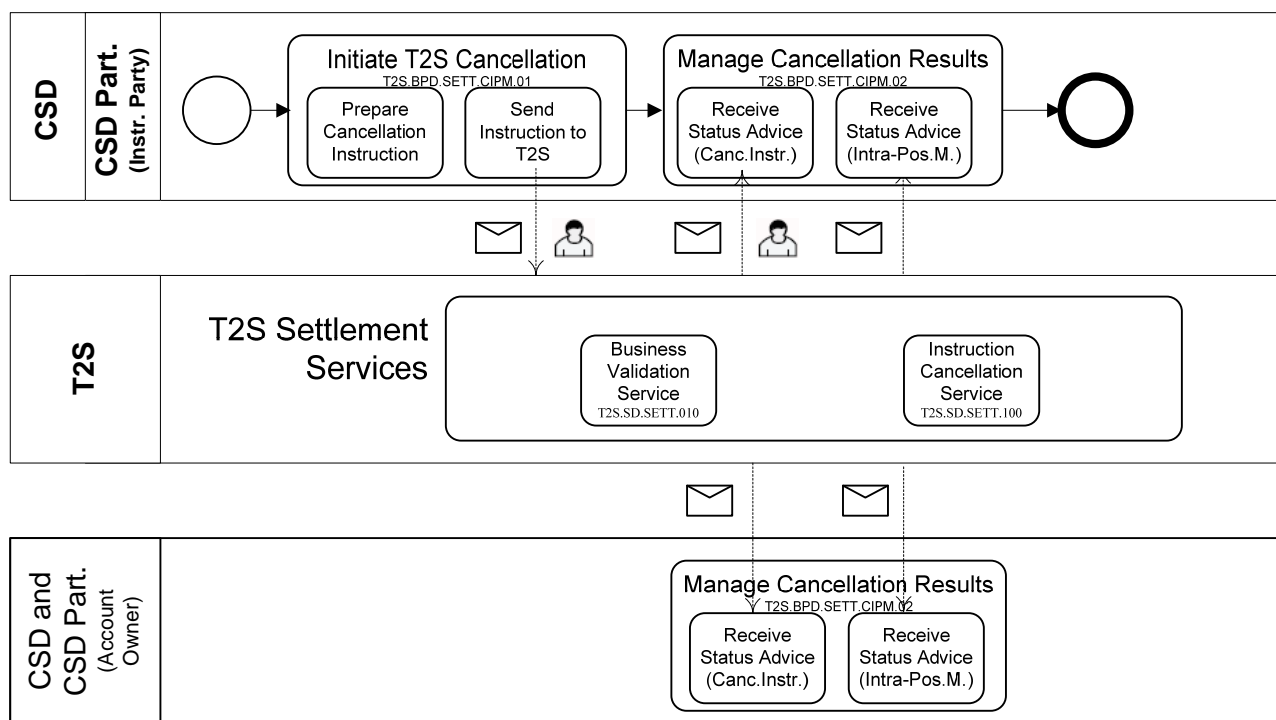 CSD
CSD Part.
(Instr. Party)
Initiate T2S Cancellation
T2S.BPD.SETT.CIPM.01
Prepare
Cancellation
Instruction
Send
Instruction to
T2S
Manage Cancellation Results
T2S.BPD.SETT.CIPM.02
Receive
Status Advice
(Canc.Instr.)
Receive
Status Advice
(Intra-Pos.M.)
T2S
T2S Settlement
Services
Business
Validation
Service
T2S.SD.SETT.010
Instruction
Cancellation
Service
T2S.SD.SETT.100
CSD and
CSD Part.
(Account
Owner)
Manage Cancellation Results
T2S.BPD.SETT.CIPM.02
Receive
Status Advice
(Canc.Instr.)
Receive
Status Advice
(Intra-Pos.M.)